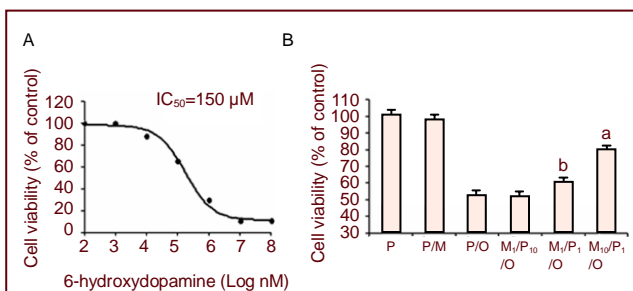 A
Cell viability (% of control)
120
100
80
60
40
20
0
IC₅₀=150 μM
2 3 4 5 6 7 8
6-hydroxydopamine (Log nM)
B
Cell viability (% of control)
110
100
90
80
70
60
50
40
30
b
a
P P/M P/O M₁/P₁₀ M₁/P₁ M₁₀/P₁
/O /O /O